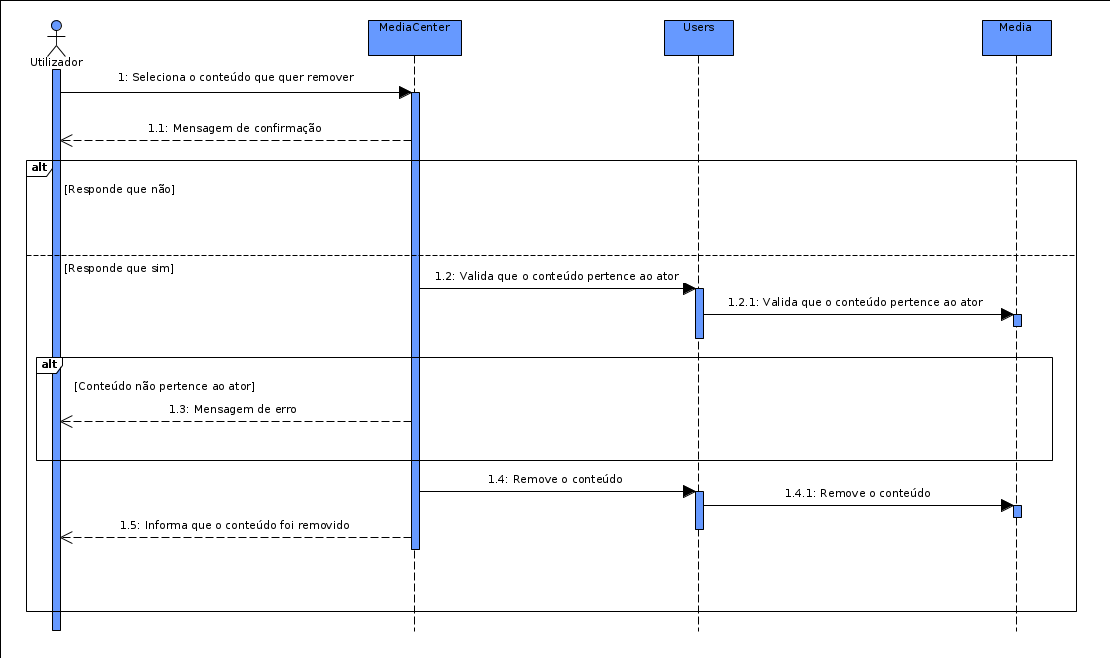 MediaCenter
Users
Media
Utilizador
1: Seleciona o conteúdo que quer remover
1.1: Mensagem de confirmação
alt
[Responde que não]
[Responde que sim]
1.2: Valida que o conteúdo pertence ao ator
1.2.1: Valida que o conteúdo pertence ao ator
alt
[Conteúdo não pertence ao ator]
1.3: Mensagem de erro
1.4: Remove o conteúdo
1.4.1: Remove o conteúdo
1.5: Informa que o conteúdo foi removido